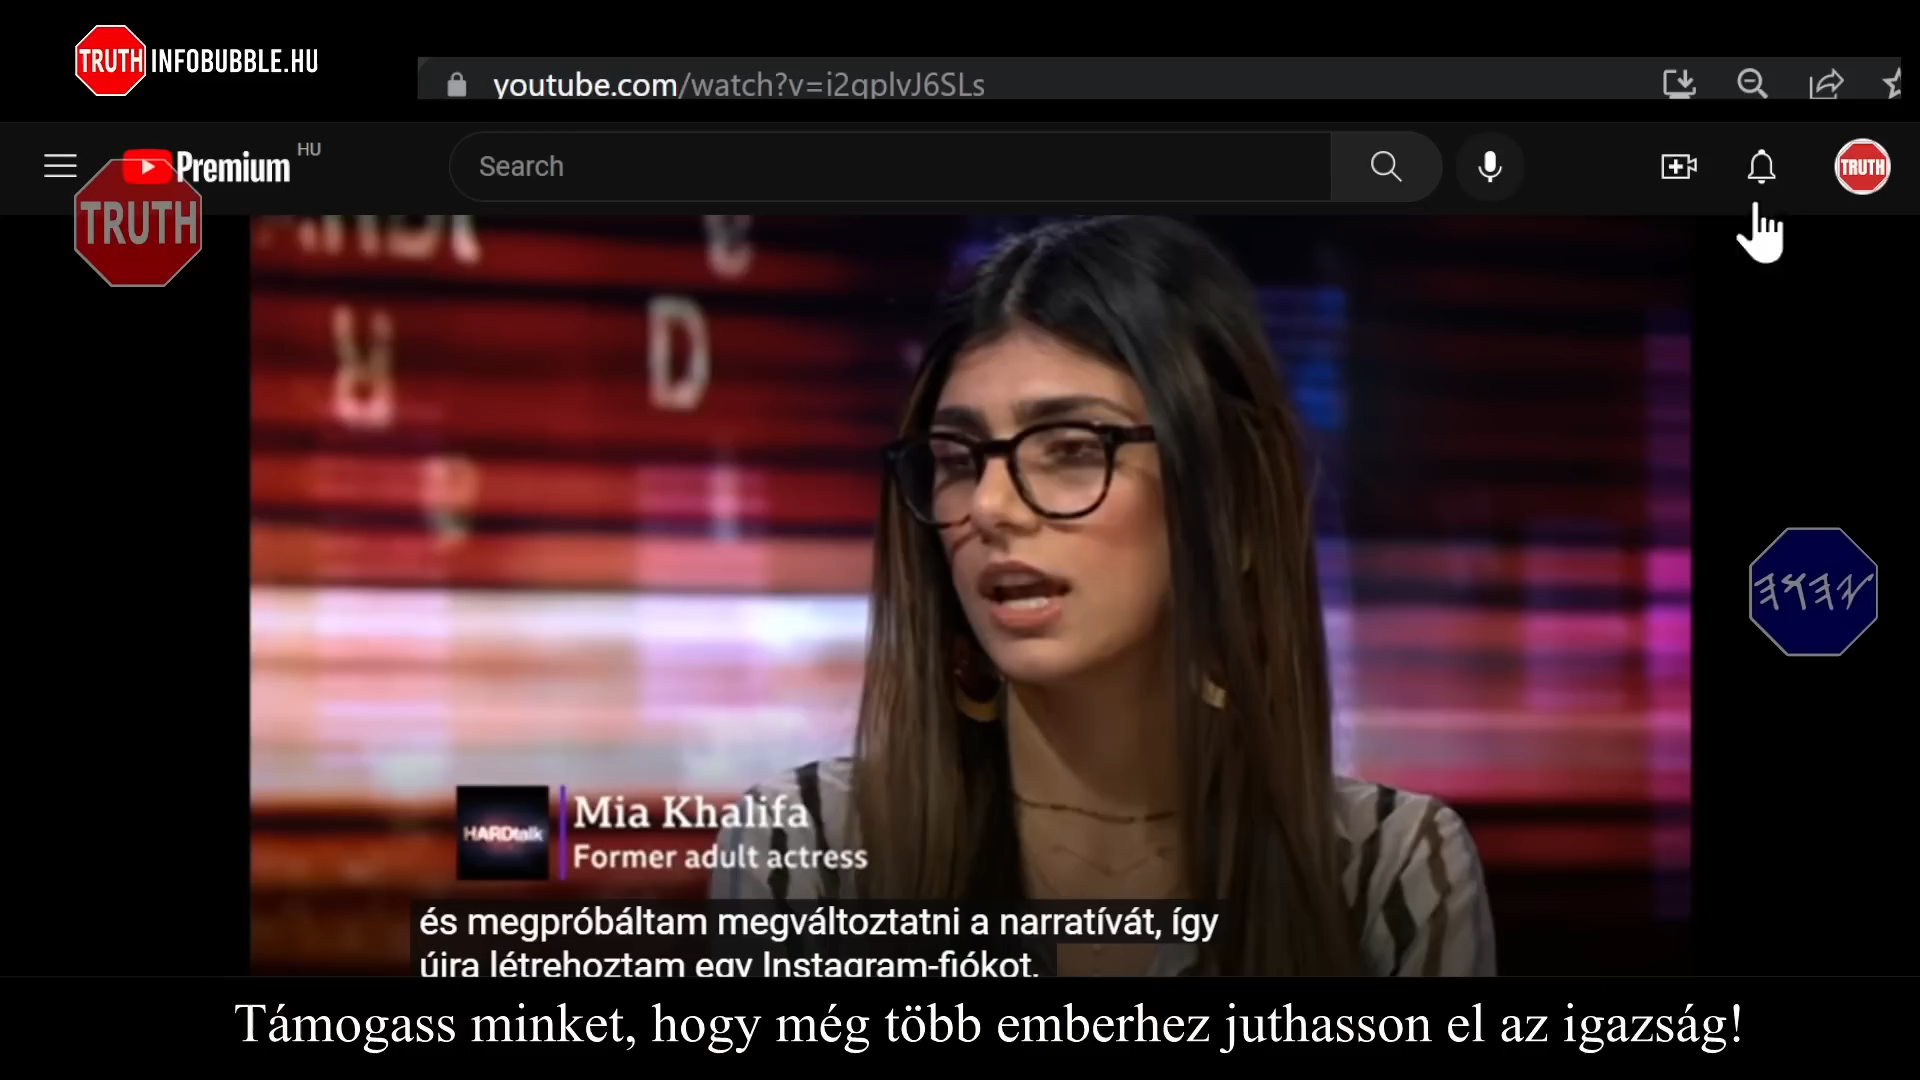 TRUTH INFOBUBBLE.HU
youtube.com/watch?v=i2qplvJ6SLs
Premium HU
Search
TRUTH
TRUTH
D
HARDtalk
Mia Khalifa
Former adult actress
és megpróbáltam megváltoztatni a narratívát, így
újra létrehoztam egy Instagram-fiókot,
𐤉𐤄𐤅𐤄
Támogass minket, hogy még több emberhez juthasson el az igazság!